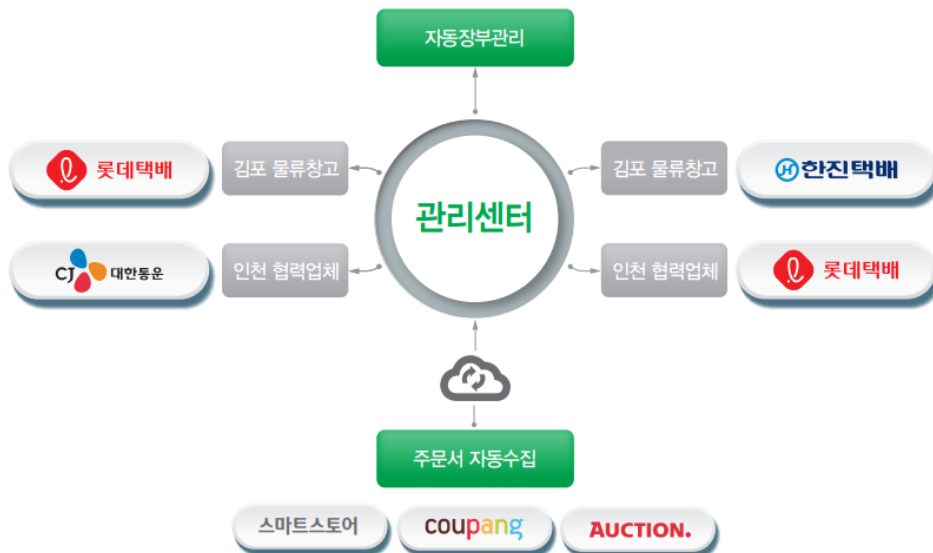 자동장부관리
롯데택배
김포 물류창고
김포 물류창고
H
한진택배
관리센터
CJ 대한통운
인천 협력업체
인천 협력업체
롯데택배
주문서 자동수집
스마트스토어
coupang
AUCTION.